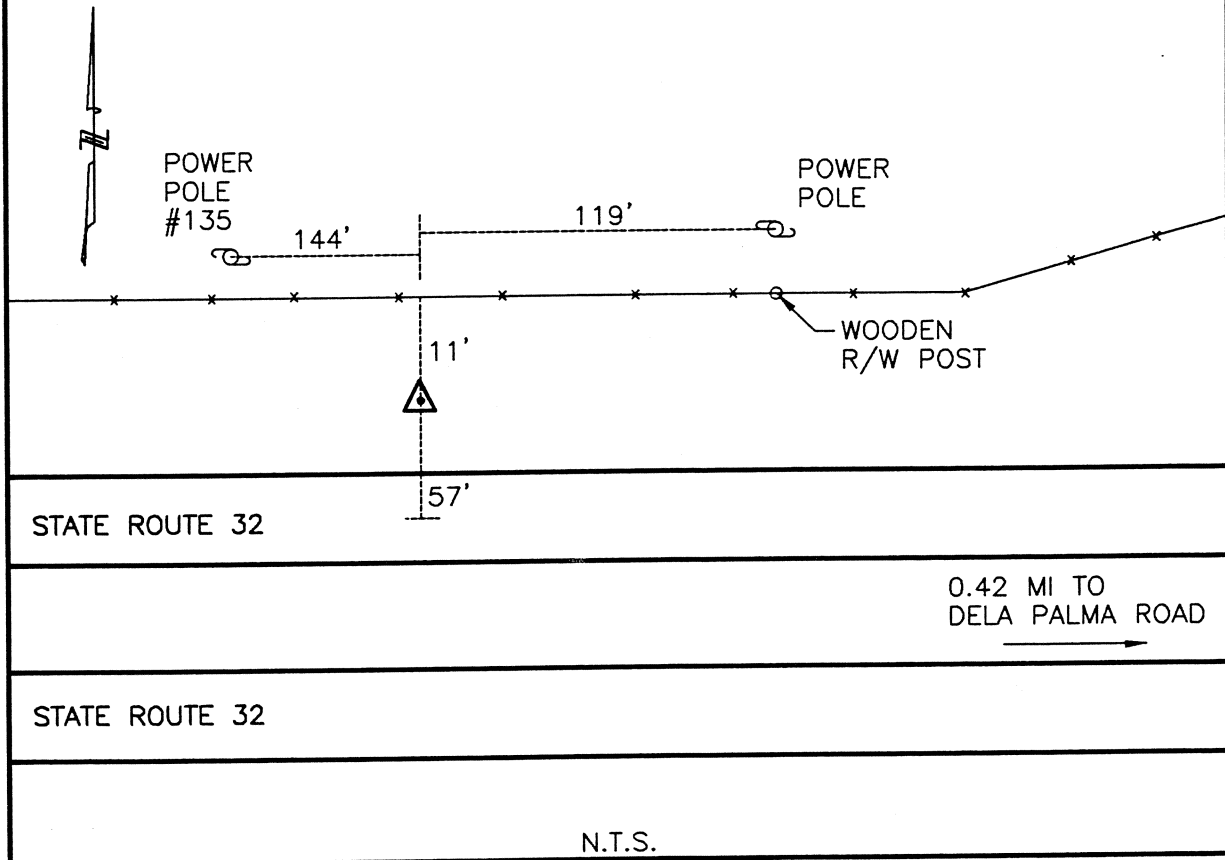 N
POWER
POLE
#135
144'
119'
POWER
POLE
11'
WOODEN
R/W POST
57'
STATE ROUTE 32
0.42 MI TO
DELA PALMA ROAD
STATE ROUTE 32
N.T.S.